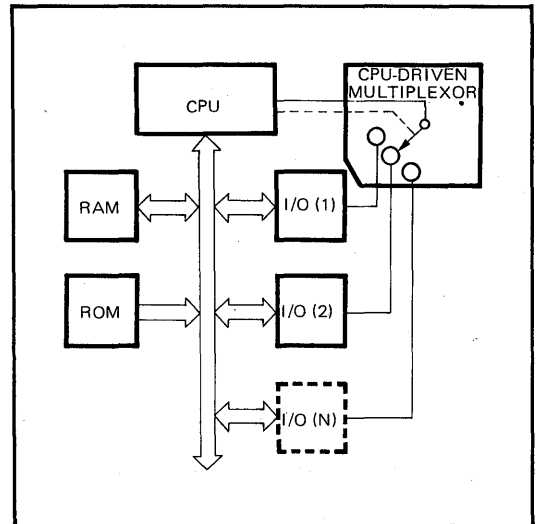 CPU
CPU-DRIVEN
MULTIPLEXOR
RAM
I/O (1)
ROM
I/O (2)
I/O (N)